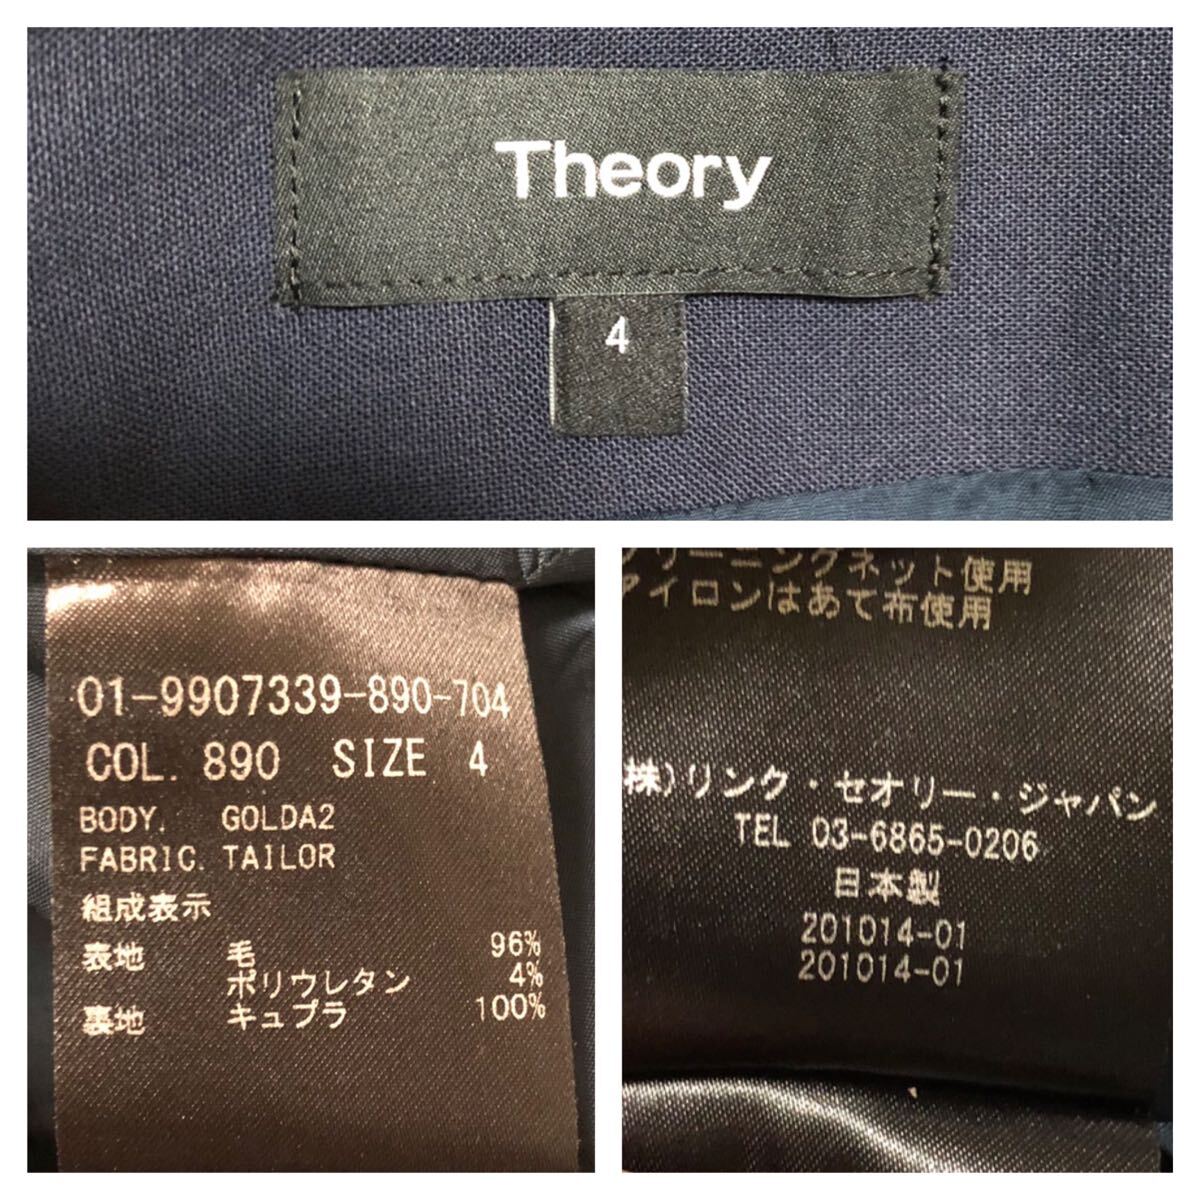 Theory
4
01-9907339-890-704
COL. 890 SIZE 4
BODY. GOLDA2
FABRIC. TAILOR
組成表示
表地 毛 96%
ポリウレタン 4%
裏地 キュプラ 100%
リーニングネット使用
アイロンはあて布使用
株)リンク・セオリー・ジャパン
TEL 03-6865-0206
日本製
201014-01
201014-01